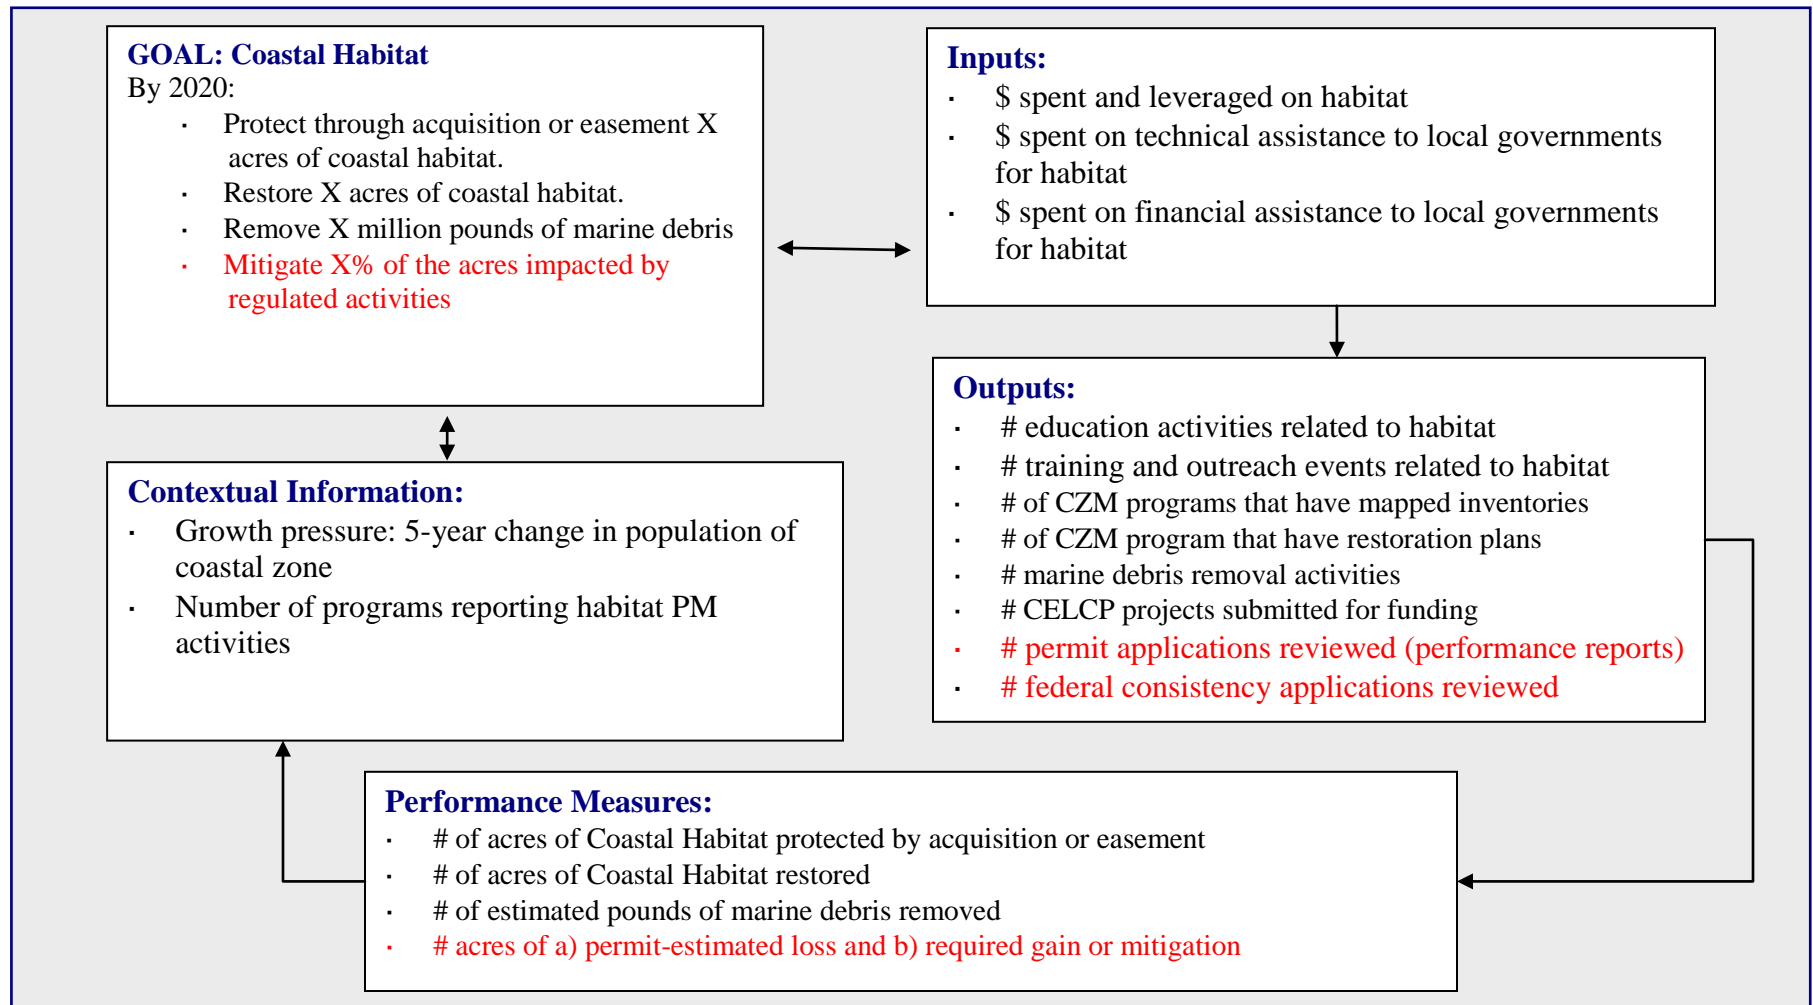 GOAL: Coastal Habitat
By 2020:
· Protect through acquisition or easement X
acres of coastal habitat.
· Restore X acres of coastal habitat.
· Remove X million pounds of marine debris
· Mitigate X% of the acres impacted by
regulated activities
Inputs:
· $ spent and leveraged on habitat
· $ spent on technical assistance to local governments
for habitat
· $ spent on financial assistance to local governments
for habitat
Outputs:
· # education activities related to habitat
· # training and outreach events related to habitat
· # of CZM programs that have mapped inventories
· # of CZM program that have restoration plans
· # marine debris removal activities
· # CELCP projects submitted for funding
· # permit applications reviewed (performance reports)
· # federal consistency applications reviewed
Contextual Information:
· Growth pressure: 5-year change in population of
coastal zone
· Number of programs reporting habitat PM
activities
Performance Measures:
· # of acres of Coastal Habitat protected by acquisition or easement
· # of acres of Coastal Habitat restored
· # of estimated pounds of marine debris removed
· # acres of a) permit-estimated loss and b) required gain or mitigation